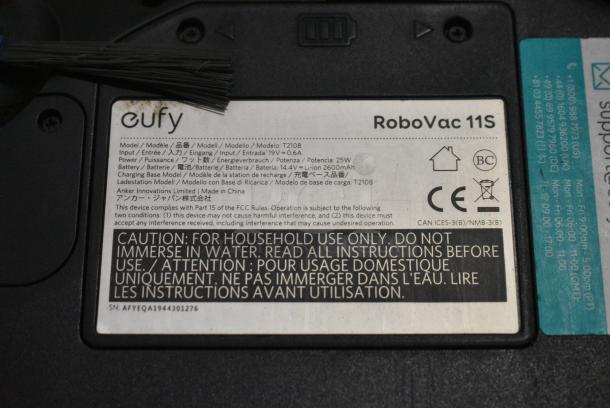 eufy
RoboVac 11S
Model / Modèle / 品番 / Modell / Modello / Modelo: T2108
Input / Entrée / 入力 / Eingang / Input / Entrada: 19V⎓0.6A
Power / Puissance / ワット数 / Energieverbrauch / Potenza / Potencia: 25W
Battery / Batterie / 電池 / Batterie / Batteria / Batería: 14.4V⎓ Li-ion 2600mAh
Charging Base Model / Modèle de la station de recharge / 充電ベース品番 /
Ladestation Modell / Modello con Base di Ricarica / Modelo de base de carga: T2108
Anker Innovations Limited | Made in China
アンカー・ジャパン株式会社
This device complies with Part 15 of the FCC Rules. Operation is subject to the following
two conditions: (1) this device may not cause harmful interference, and (2) this device must
accept any interference received, including interference that may cause undesired operation.
BC
CE
CAN ICES-3(B)/NMB-3(B)
CAUTION: FOR HOUSEHOLD USE ONLY. DO NOT
IMMERSE IN WATER. READ ALL INSTRUCTIONS BEFORE
USE. / ATTENTION : POUR USAGE DOMESTIQUE
UNIQUEMENT. NE PAS IMMERGER DANS L'EAU. LIRE
LES INSTRUCTIONS AVANT UTILISATION.
SN: AFYEQA1944301276